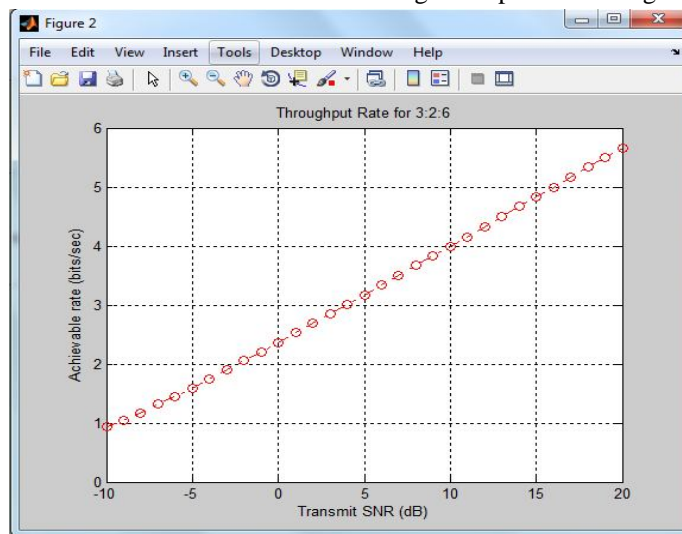 Figure 2
File Edit View Insert Tools Desktop Window Help
Throughput Rate for 3:2:6
Achievable rate (bits/sec)
6
5
4
3
2
1
0
-10 -5 0 5 10 15 20
Transmit SNR (dB)